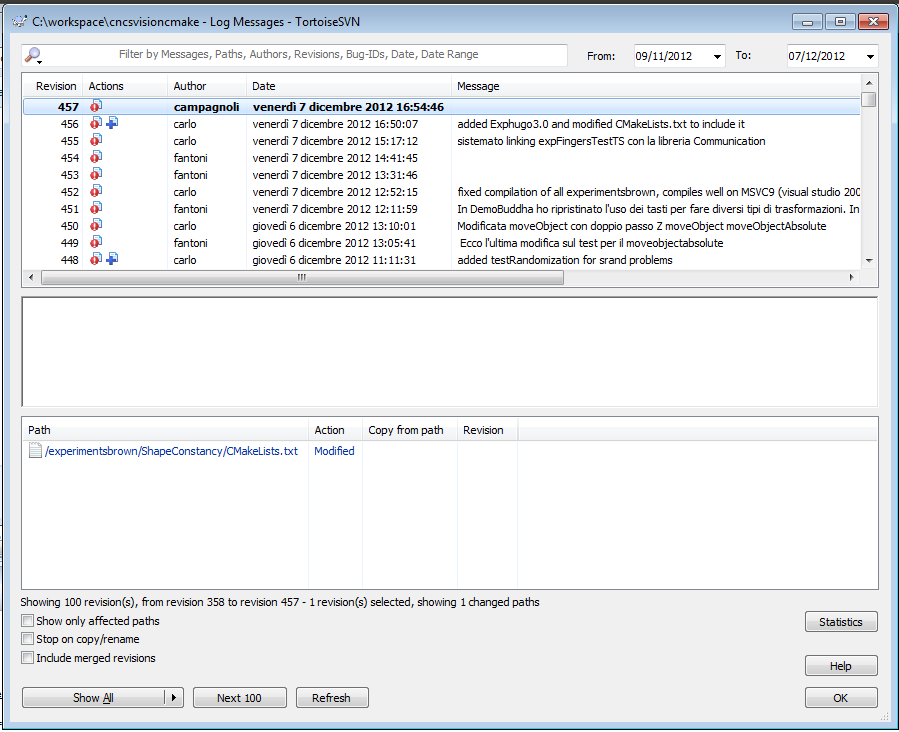 C:\workspace\cncsvisioncmake - Log Messages - TortoiseSVN
Filter by Messages, Paths, Authors, Revisions, Bug-IDs, Date, Date Range From: 09/11/2012 To: 07/12/2012
Revision Actions Author Date Message
457 campagnoli venerdì 7 dicembre 2012 16:54:46
456 carlo venerdì 7 dicembre 2012 16:50:07 added Exphugo3.0 and modified CMakeLists.txt to include it
455 carlo venerdì 7 dicembre 2012 15:17:12 sistemato linking expFingersTestTS con la libreria Communication
454 fantoni venerdì 7 dicembre 2012 14:41:45
453 fantoni venerdì 7 dicembre 2012 13:31:46
452 carlo venerdì 7 dicembre 2012 12:52:15 fixed compilation of all experimentsbrown, compiles well on MSVC9 (visual studio 200
451 fantoni venerdì 7 dicembre 2012 12:11:59 In DemoBuddha ho ripristinato l'uso dei tasti per fare diversi tipi di trasformazioni. In
450 carlo giovedì 6 dicembre 2012 13:10:01 Modificata moveObject con doppio passo Z moveObject moveObjectAbsolute
449 fantoni giovedì 6 dicembre 2012 13:05:41 Ecco l'ultima modifica sul test per il moveobjectabsolute
448 carlo giovedì 6 dicembre 2012 11:11:31 added testRandomization for srand problems
Path Action Copy from path Revision
/experimentsbrown/ShapeConstancy/CMakeLists.txt Modified
Showing 100 revision(s), from revision 358 to revision 457 - 1 revision(s) selected, showing 1 changed paths
Show only affected paths
Statistics
Stop on copy/rename
Include merged revisions
Help
Show All Next 100 Refresh OK